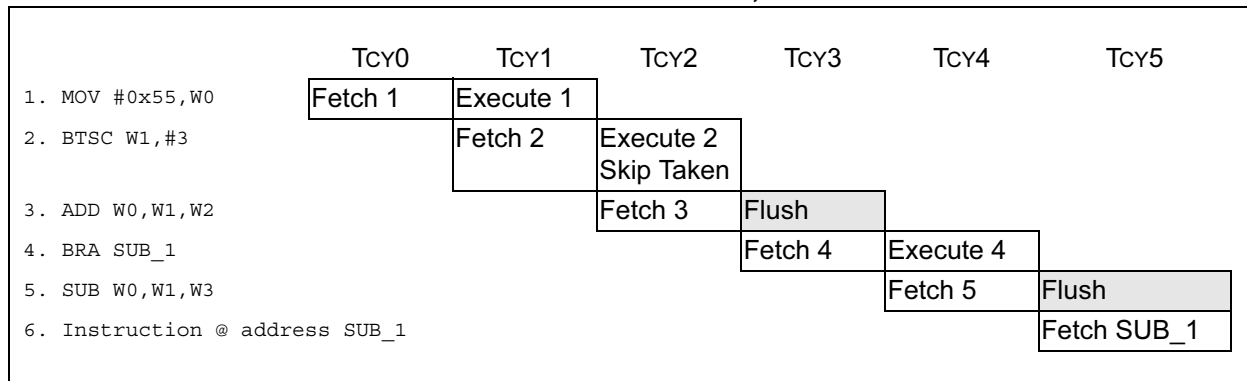 TCY0 TCY1 TCY2 TCY3 TCY4 TCY5
1. MOV #0x55,W0 Fetch 1 Execute 1
2. BTSC W1,#3 Fetch 2 Execute 2
Skip Taken
3. ADD W0,W1,W2 Fetch 3 Flush
4. BRA SUB_1 Fetch 4 Execute 4
5. SUB W0,W1,W3 Fetch 5 Flush
6. Instruction @ address SUB_1 Fetch SUB_1